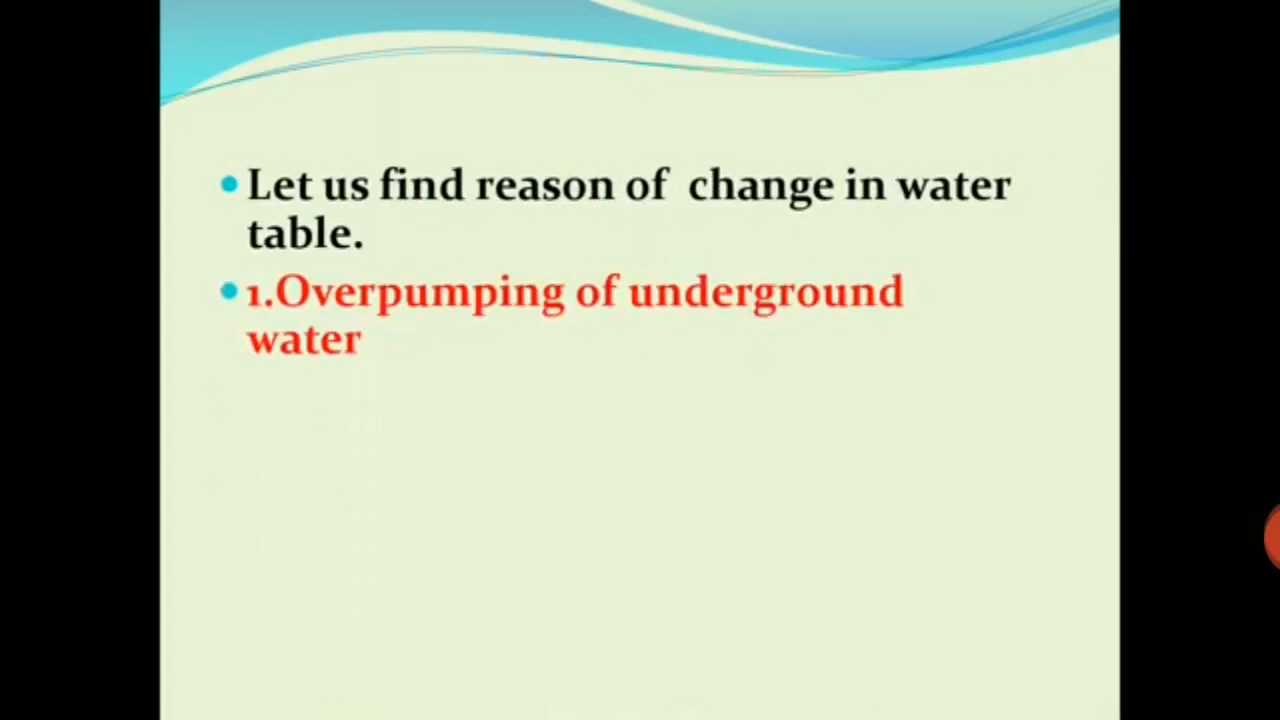 Let us find reason of change in water
table.
1.Overpumping of underground
water